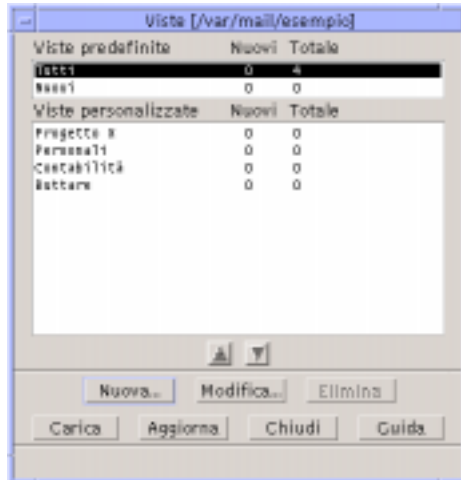 Viste [/var/mail/esempio]
Viste predefinite Nuovi Totale
Tutti 0 4
Nuovi 0 0
Viste personalizzate Nuovi Totale
Progetto X 0 0
Personali 0 0
Contabilità 0 0
Buttare 0 0
Nuova... Modifica... Elimina
Carica Aggiorna Chiudi Guida